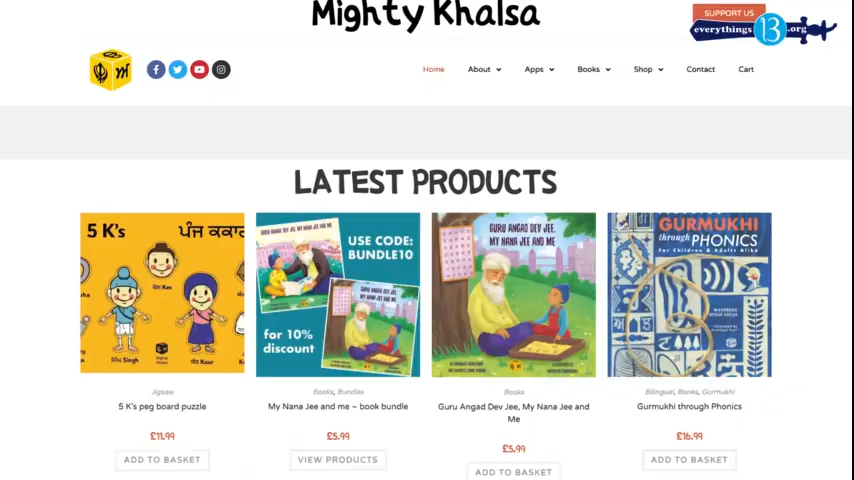 Mighty Khalsa
SUPPORT US
everythings13.org
Home
About
Apps
Books
Shop
Contact
Cart
LATEST PRODUCTS
5 K's
ਪੰਜ ਕਕਾਰ
ਕੇਸ Kes
ਸਿੰਘ Singh
ਕੌਰ Kaur
USE CODE:
BUNDLE10
for 10%
discount
GURU ANGAD DEV JEE,
MY NANA JEE AND ME
GURMUKHI
through PHONICS
For Children & Adults Alike
Jigsaw
Books, Bundles
Books
Bilingual, Books, Gurmukhi
5 K's peg board puzzle
My Nana Jee and me – book bundle
Guru Angad Dev Jee, My Nana Jee and
Me
Gurmukhi through Phonics
£11.99
£5.99
£5.99
£16.99
ADD TO BASKET
VIEW PRODUCTS
ADD TO BASKET
ADD TO BASKET